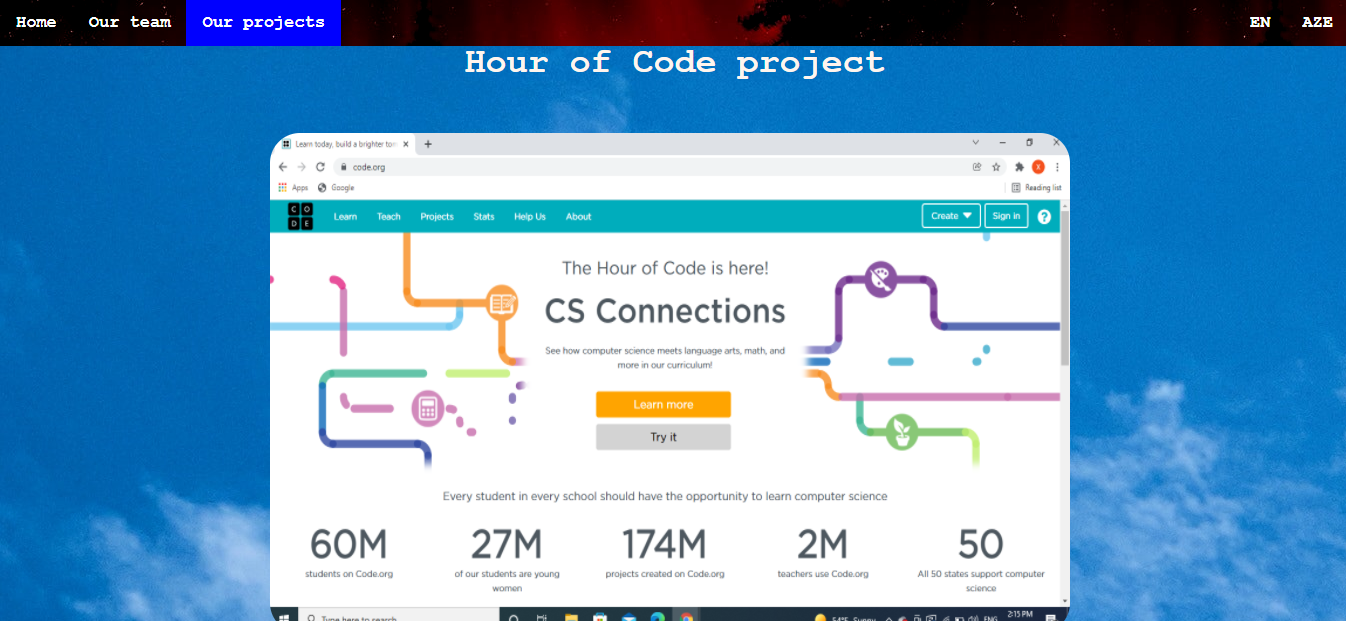 Home Our team Our projects EN AZE
Hour of Code project
Learn today, build a brighter tom
code.org
Apps Google Reading list
CODE Learn Teach Projects Stats Help Us About Create Sign in ?
The Hour of Code is here!
CS Connections
See how computer science meets language arts, math, and
more in our curriculum!
Learn more
Try it
Every student in every school should have the opportunity to learn computer science
60M 27M 174M 2M 50
students on Code.org of our students are young projects created on Code.org teachers use Code.org All 50 states support computer
women science
Type here to search 54°F Sunny ENG 2:15 PM